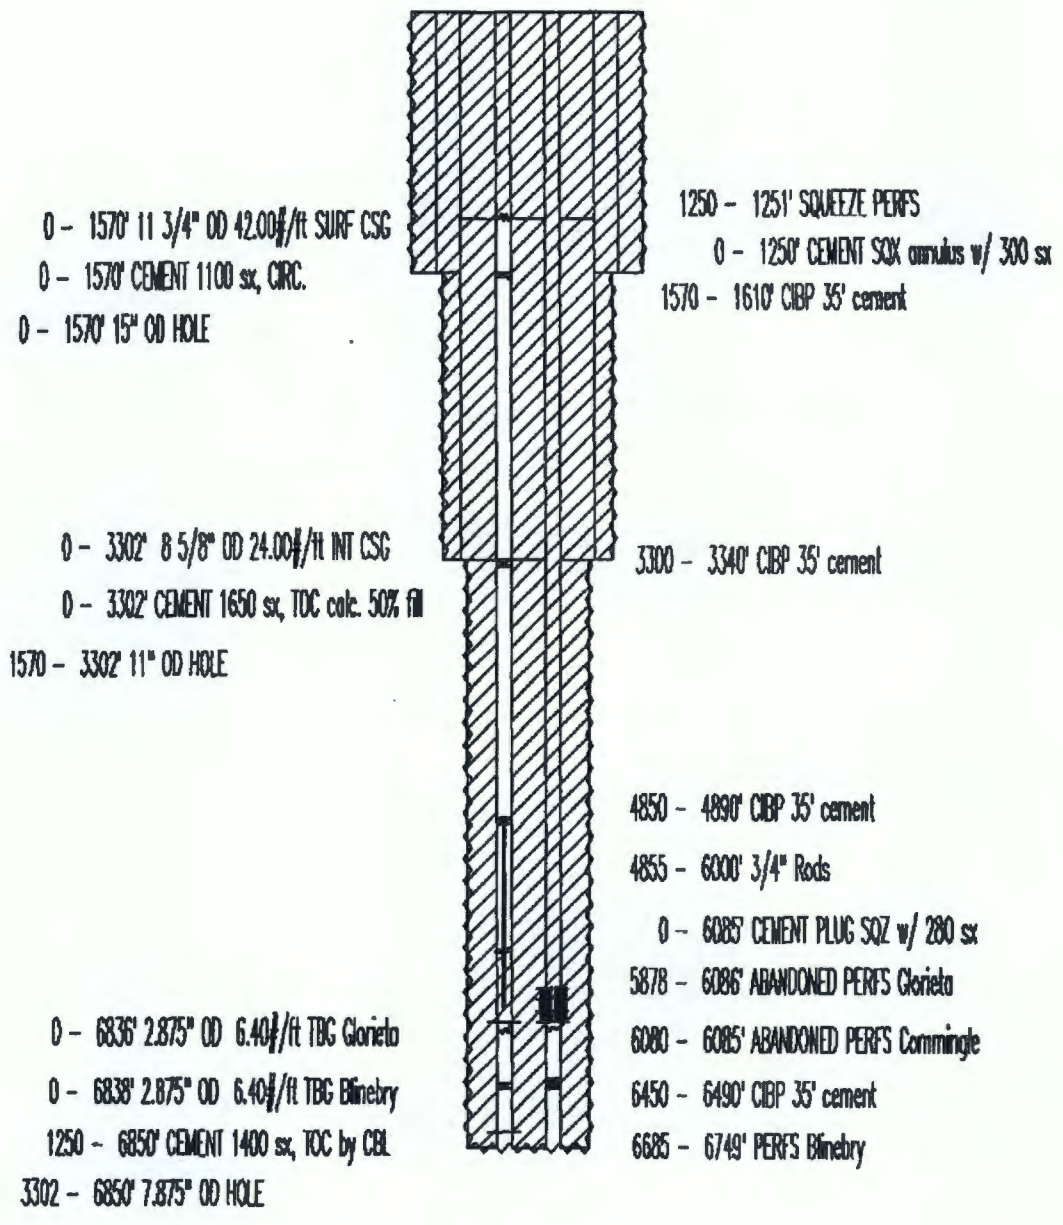 0 - 1570' 11 3/4" OD 42.00#/ft SURF CSG
0 - 1570' CEMENT 1100 sx, CIRC.
0 - 1570' 15" OD HOLE
1250 - 1251' SQUEEZE PERFS
0 - 1250' CEMENT SQX annulus w/ 300 sx
1570 - 1610' CIBP 35' cement
0 - 3302' 8 5/8" OD 24.00#/ft INT CSG
0 - 3302' CEMENT 1650 sx, TOC calc. 50% fill
1570 - 3302' 11" OD HOLE
3300 - 3340' CIBP 35' cement
4850 - 4890' CIBP 35' cement
4855 - 6000' 3/4" Rods
0 - 6085' CEMENT PLUG SQZ w/ 280 sx
5878 - 6086' ABANDONED PERFS Glorieta
6080 - 6085' ABANDONED PERFS Commingle
6450 - 6490' CIBP 35' cement
6685 - 6749' PERFS Blinebry
0 - 6836' 2.875" OD 6.40#/ft TBG Glorieta
0 - 6838' 2.875" OD 6.40#/ft TBG Blinebry
1250 - 6850' CEMENT 1400 sx, TOC by CBL
3302 - 6850' 7.875" OD HOLE